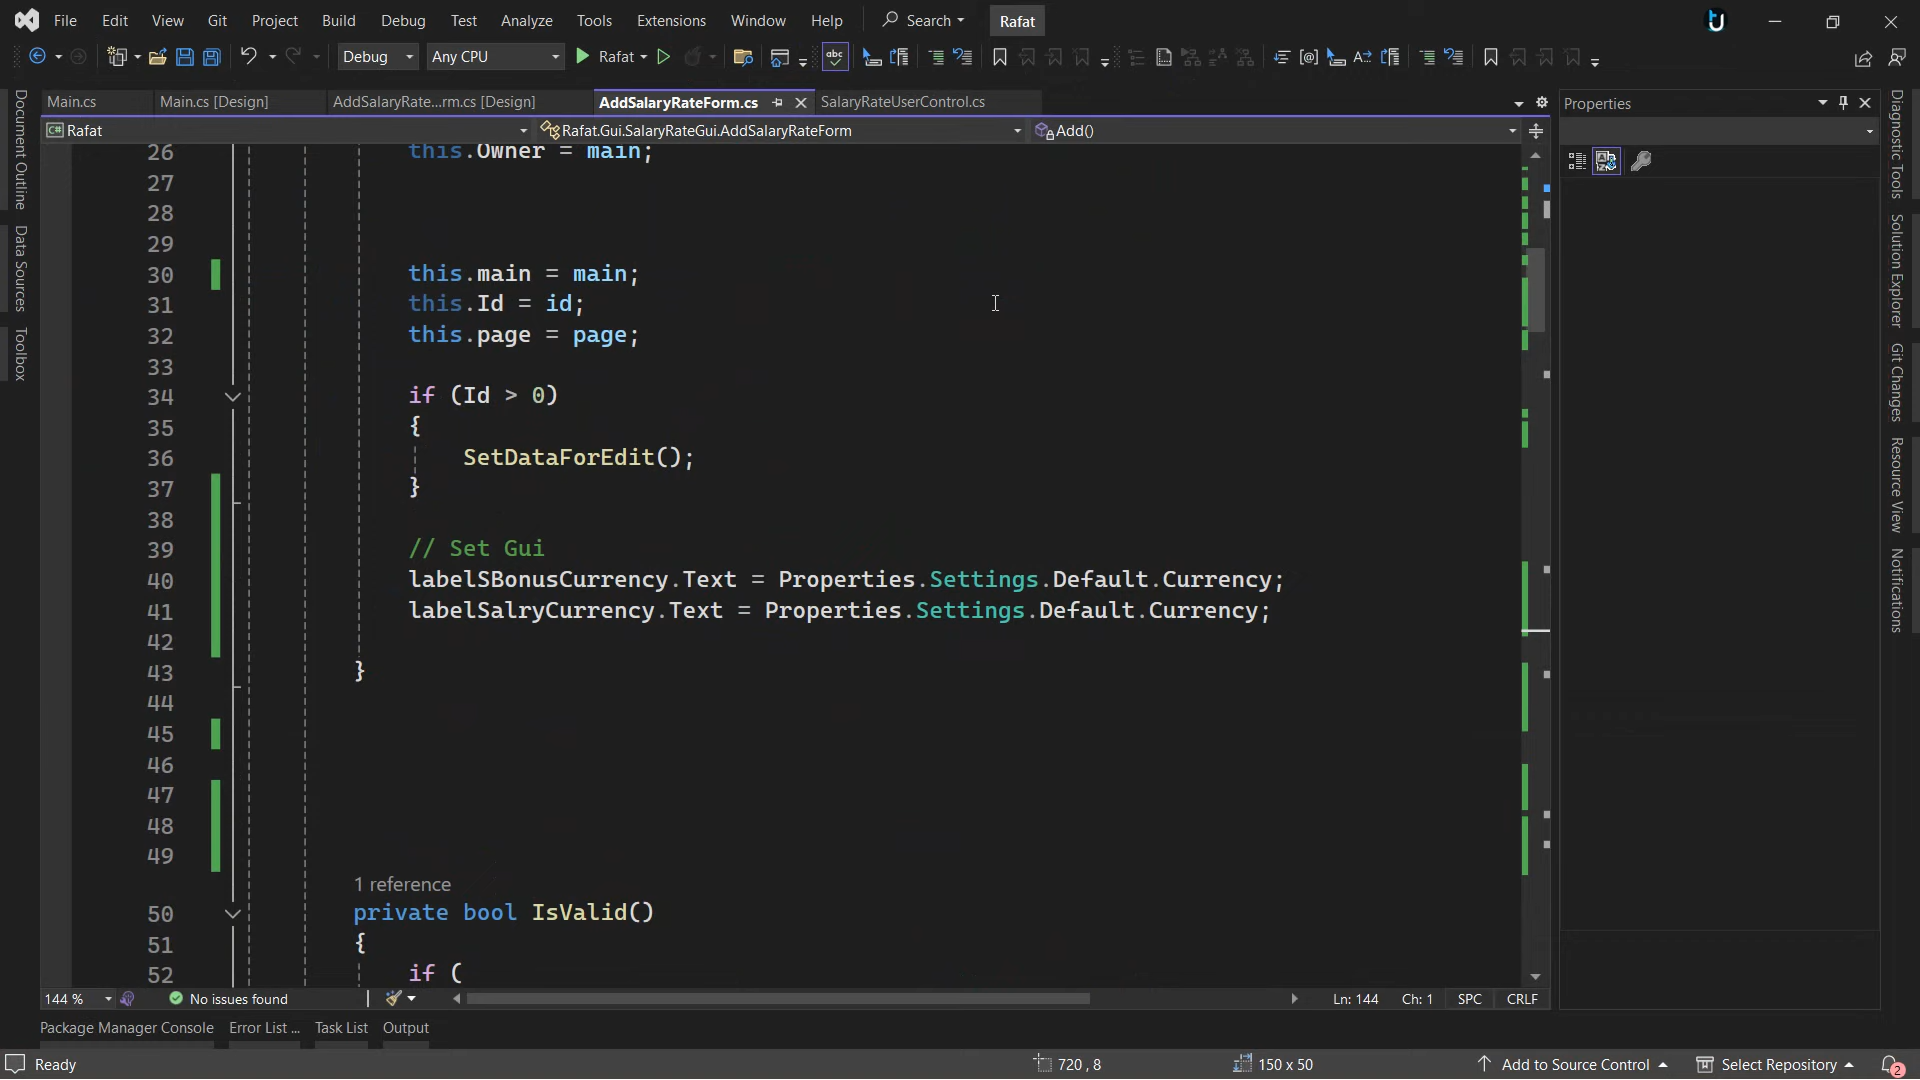 File Edit View Git Project Build Debug Test Analyze Tools Extensions Window Help Search Rafat
Debug Any CPU Rafat
Main.cs Main.cs [Design] AddSalaryRate...rm.cs [Design] AddSalaryRateForm.cs SalaryRateUserControl.cs
C# Rafat Rafat.Gui.SalaryRateGui.AddSalaryRateForm Add()
26 this.Owner = main;
27
28
29
30 this.main = main;
31 this.Id = id;
32 this.page = page;
33
34 if (Id > 0)
35 {
36 SetDataForEdit();
37 }
38
39 // Set Gui
40 labelSBonusCurrency.Text = Properties.Settings.Default.Currency;
41 labelSalryCurrency.Text = Properties.Settings.Default.Currency;
42
43 }
44
45
46
47
48
49
1 reference
50 private bool IsValid()
51 {
52 if (
144 % No issues found Ln: 144 Ch: 1 SPC CRLF
Package Manager Console Error List ... Task List Output
Ready 720 , 8 150 x 50 Add to Source Control Select Repository 2
Document Outline
Data Sources
Toolbox
Properties
Diagnostic Tools
Solution Explorer
Git Changes
Resource View
Notifications